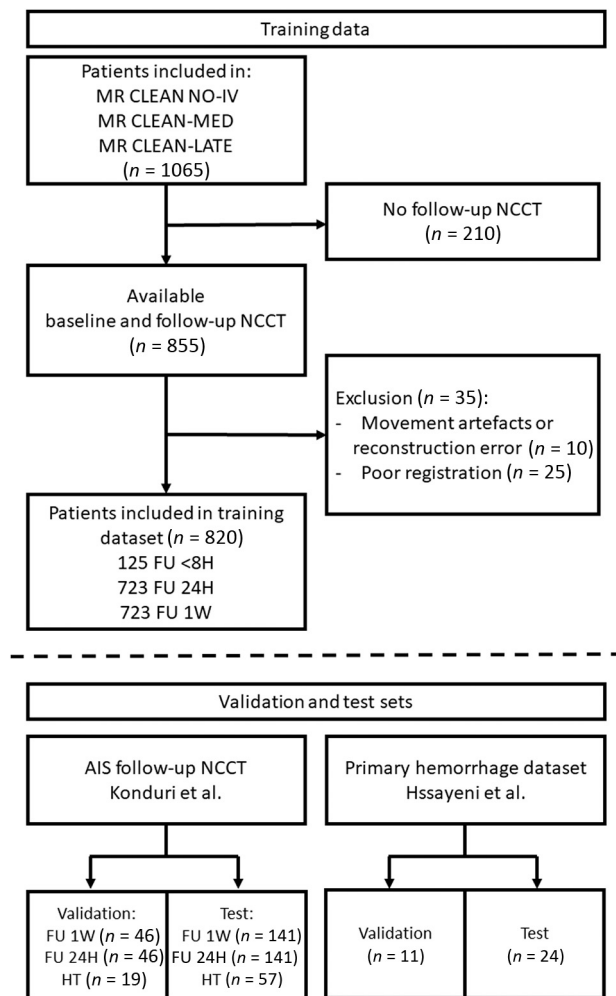 Training data
Patients included in:
MR CLEAN NO-IV
MR CLEAN-MED
MR CLEAN-LATE
(n = 1065)
No follow-up NCCT
(n = 210)
Available
baseline and follow-up NCCT
(n = 855)
Exclusion (n = 35):
- Movement artefacts or
reconstruction error (n = 10)
- Poor registration (n = 25)
Patients included in training
dataset (n = 820)
125 FU <8H
723 FU 24H
723 FU 1W
Validation and test sets
AIS follow-up NCCT
Konduri et al.
Primary hemorrhage dataset
Hssayeni et al.
Validation:
FU 1W (n = 46)
FU 24H (n = 46)
HT (n = 19)
Test:
FU 1W (n = 141)
FU 24H (n = 141)
HT (n = 57)
Validation
(n = 11)
Test
(n = 24)